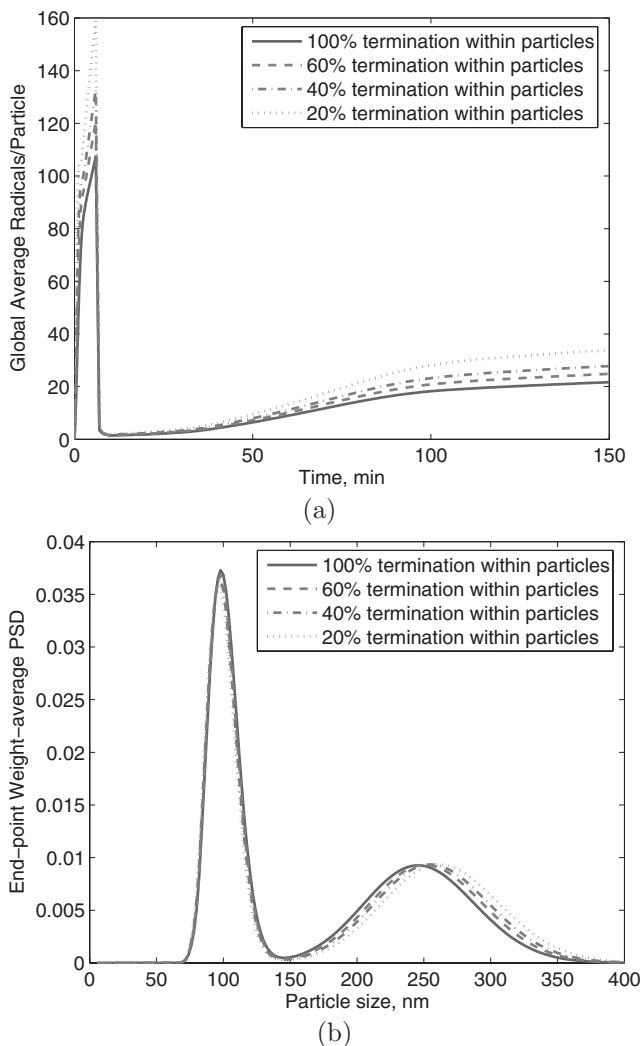 160
140
120
100
80
60
40
20
0
Global Average Radicals/Particle
100% termination within particles
60% termination within particles
40% termination within particles
20% termination within particles
0 50 100 150
Time, min
(a)
0.04
0.035
0.03
0.025
0.02
0.015
0.01
0.005
0
End−point Weight−average PSD
100% termination within particles
60% termination within particles
40% termination within particles
20% termination within particles
0 50 100 150 200 250 300 350 400
Particle size, nm
(b)